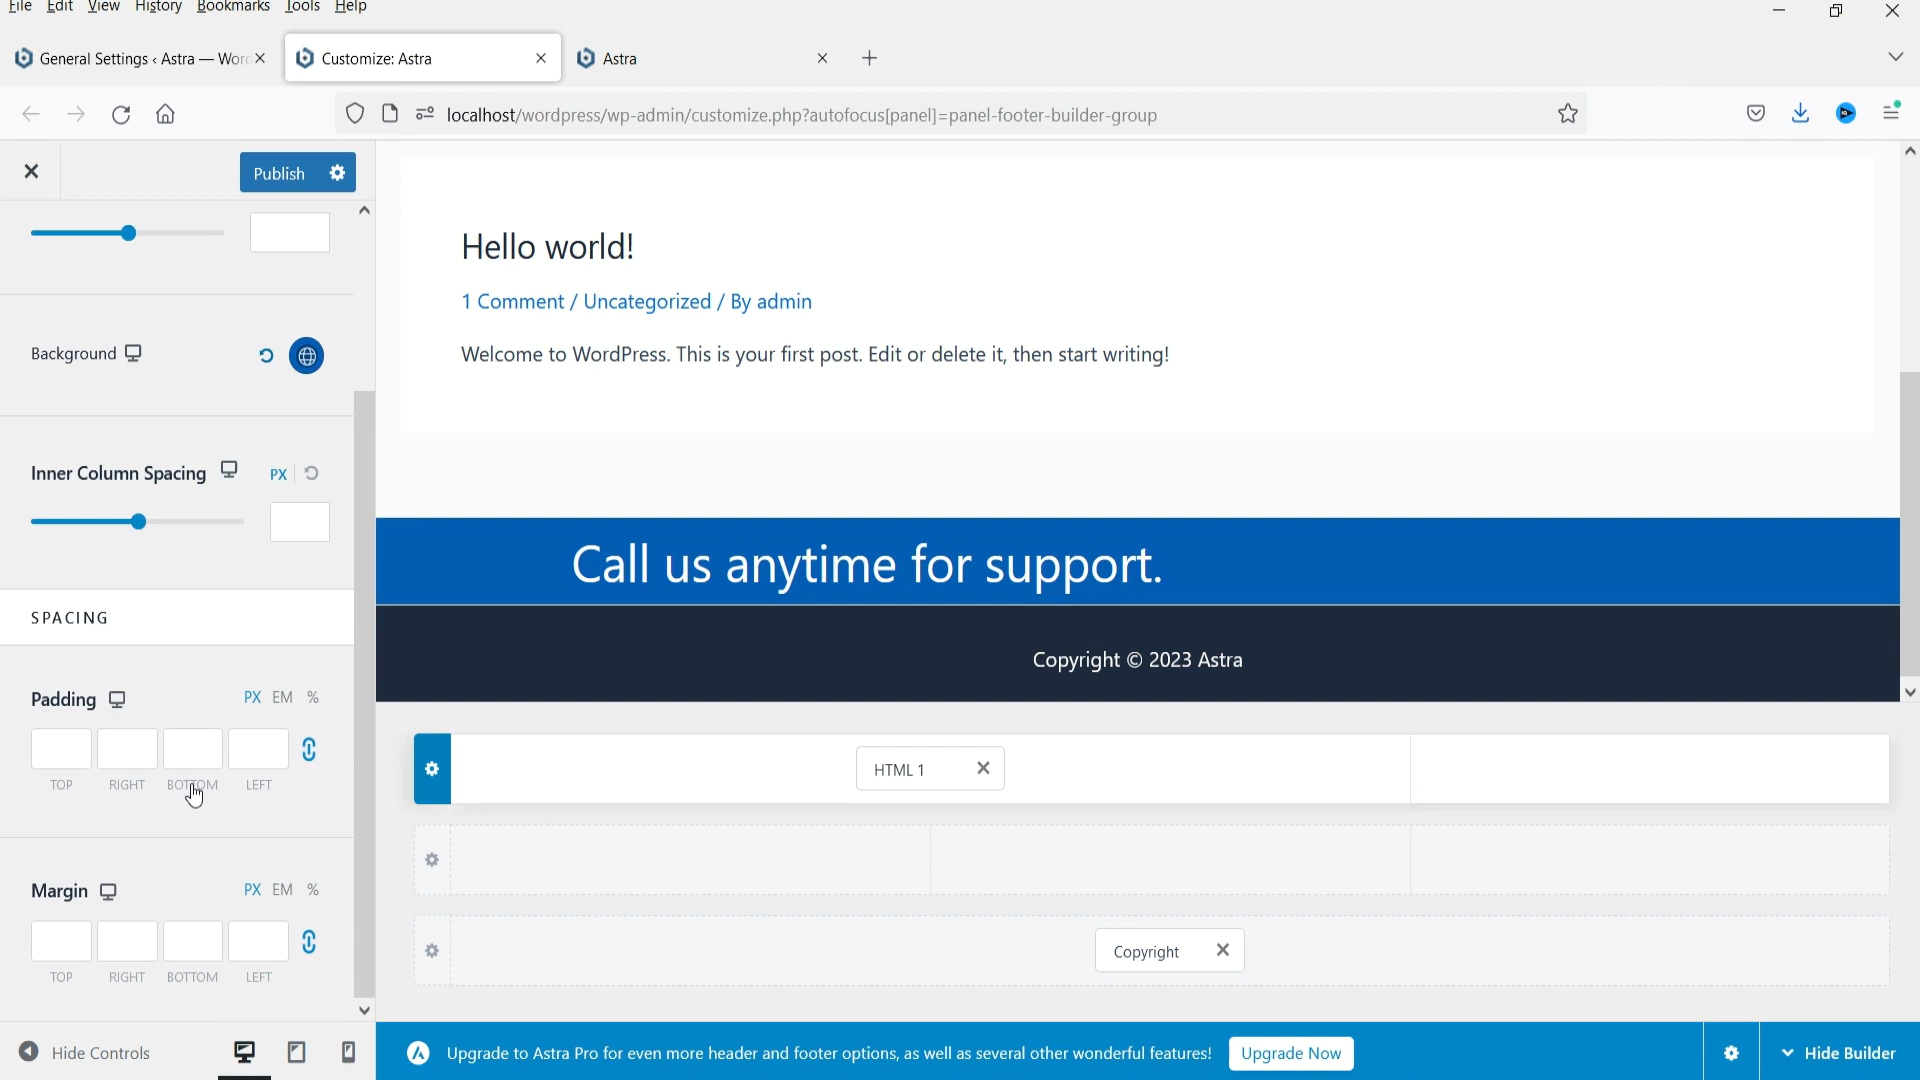 File Edit View History Bookmarks Tools Help
General Settings ‹ Astra — Wor
Customize: Astra
Astra
localhost/wordpress/wp-admin/customize.php?autofocus[panel]=panel-footer-builder-group
Publish
Background
Inner Column Spacing PX
SPACING
Padding PX EM %
TOP RIGHT BOTTOM LEFT
Margin PX EM %
TOP RIGHT BOTTOM LEFT
Hide Controls
Hello world!
1 Comment / Uncategorized / By admin
Welcome to WordPress. This is your first post. Edit or delete it, then start writing!
Call us anytime for support.
Copyright © 2023 Astra
HTML 1
Copyright
Upgrade to Astra Pro for even more header and footer options, as well as several other wonderful features! Upgrade Now
Hide Builder